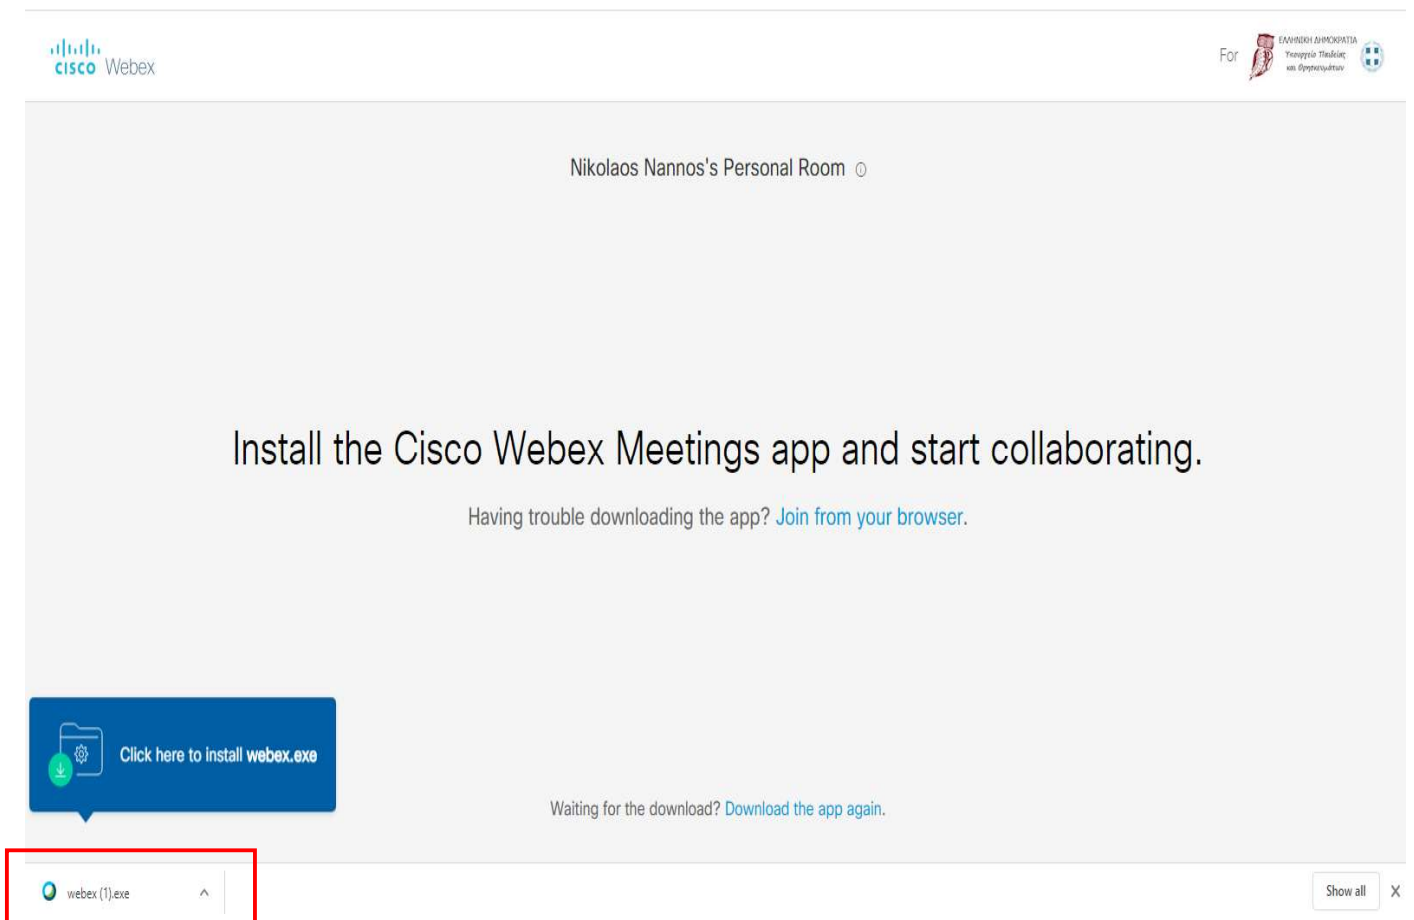 CISCO Webex
For
ΕΛΛΗΝΙΚΗ ΔΗΜΟΚΡΑΤΙΑ
Υπουργείο Παιδείας
και Θρησκευμάτων
Nikolaos Nannos's Personal Room
Install the Cisco Webex Meetings app and start collaborating.
Having trouble downloading the app? Join from your browser.
Click here to install webex.exe
Waiting for the download? Download the app again.
webex (1).exe
Show all